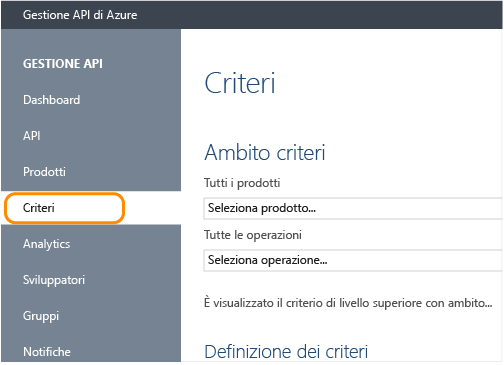 Gestione API di Azure
GESTIONE API
Dashboard
API
Prodotti
Criteri
Analytics
Sviluppatori
Gruppi
Notifiche
Criteri
Ambito criteri
Tutti i prodotti
Seleziona prodotto...
Tutte le operazioni
Seleziona operazione...
È visualizzato il criterio di livello superiore con ambito...
Definizione dei criteri